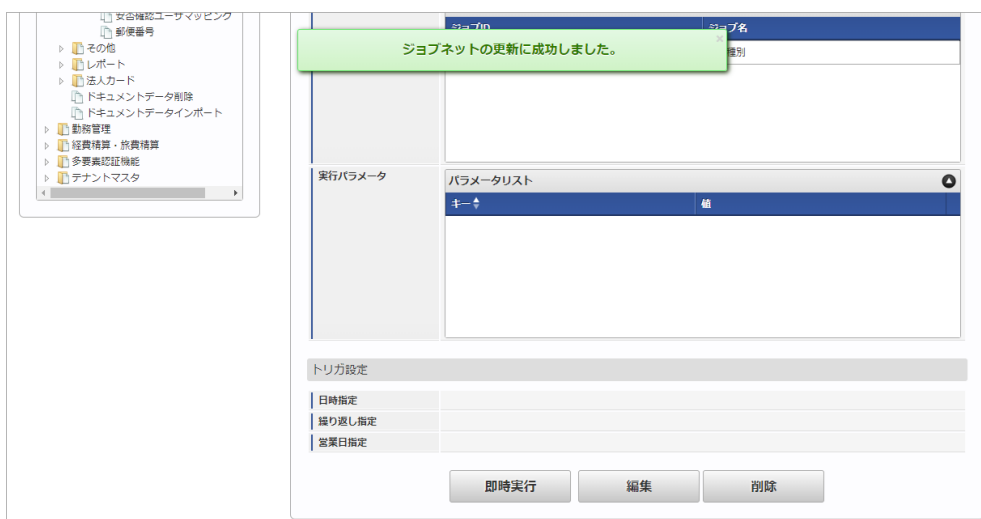 安否確認ユーザマッピング
郵便番号
その他
レポート
法人カード
ドキュメントデータ削除
ドキュメントデータインポート
勤務管理
経費精算・旅費精算
多要素認証機能
テナントマスタ
ジョブID
ジョブ名
ジョブネットの更新に成功しました。
種別
実行パラメータ
パラメータリスト
キー
値
トリガ設定
日時指定
繰り返し指定
営業日指定
即時実行
編集
削除